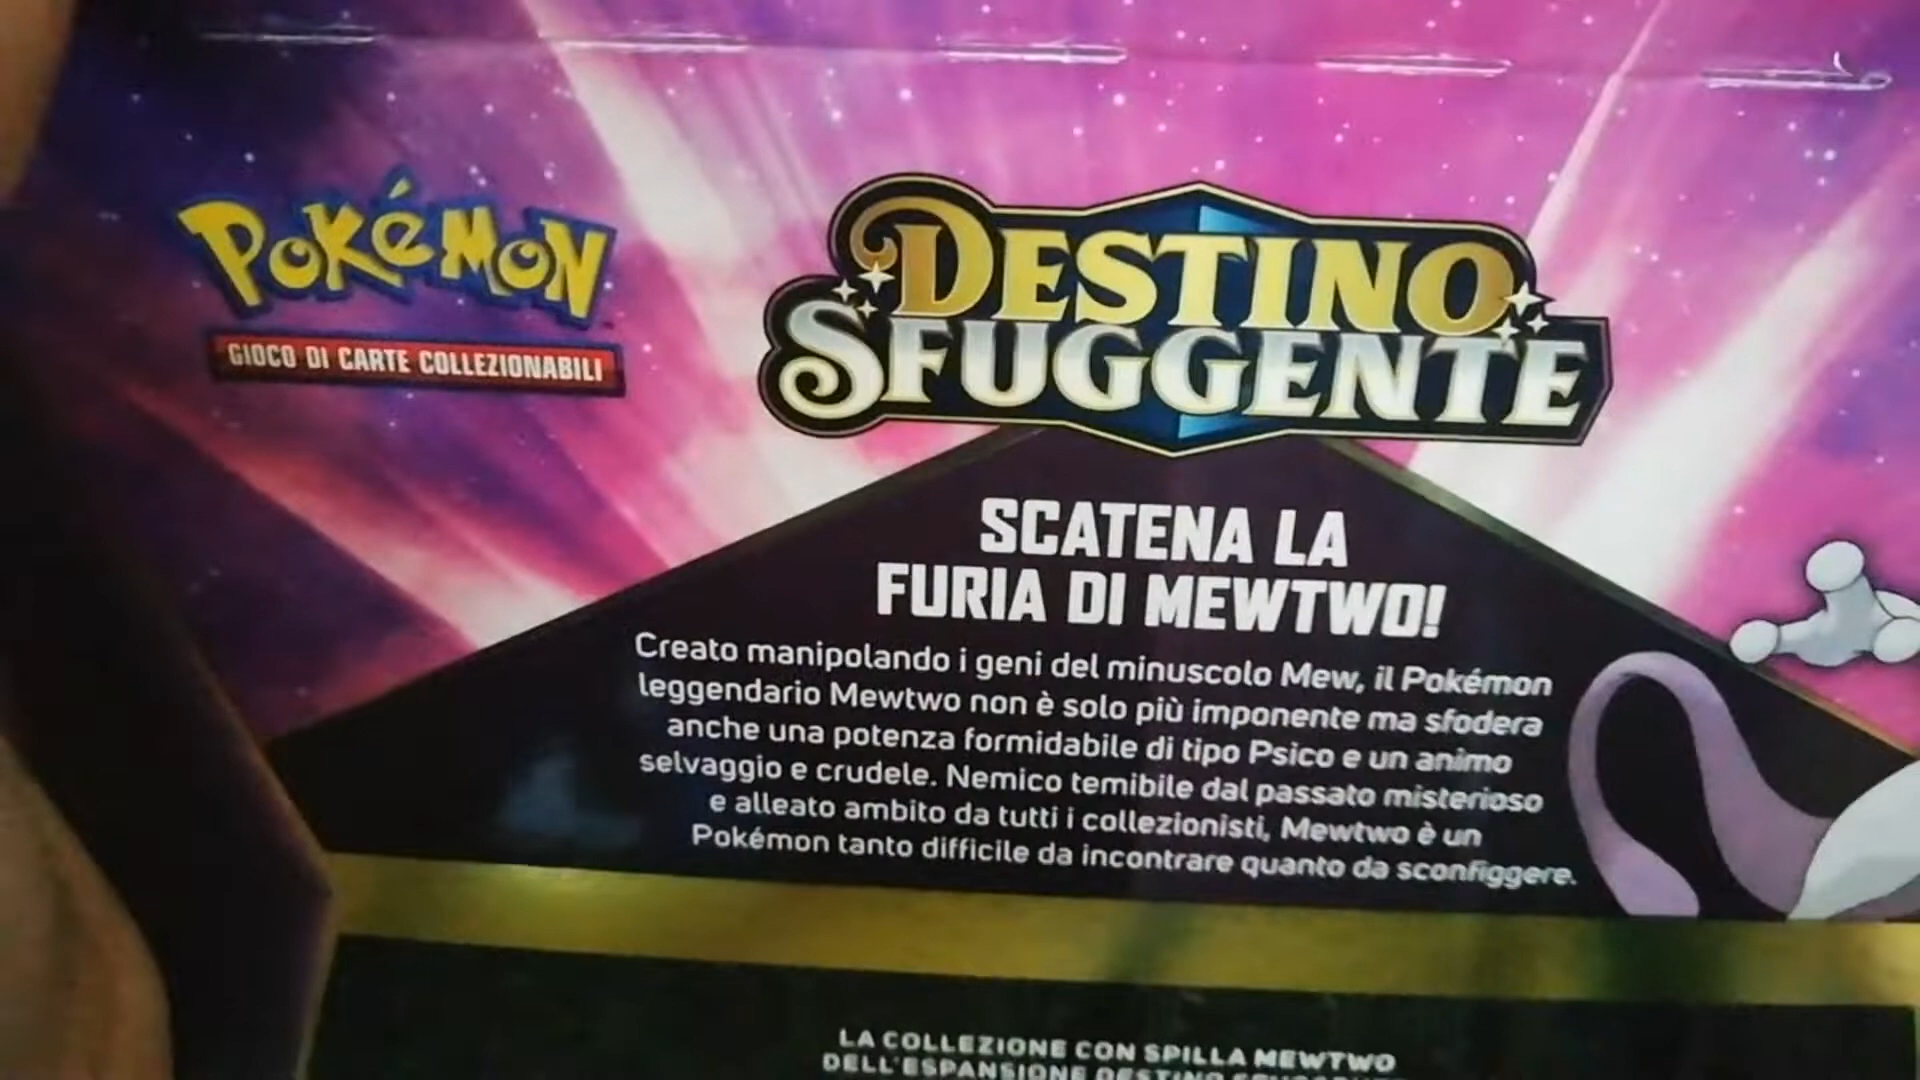 POKéMON
GIOCO DI CARTE COLLEZIONABILI
DESTINO
SFUGGENTE
SCATENA LA
FURIA DI MEWTWO!
Creato manipolando i geni del minuscolo Mew, il Pokémon
leggendario Mewtwo non è solo più imponente ma sfodera
anche una potenza formidabile di tipo Psico e un animo
selvaggio e crudele. Nemico temibile dal passato misterioso
e alleato ambito da tutti i collezionisti, Mewtwo è un
Pokémon tanto difficile da incontrare quanto da sconfiggere.
LA COLLEZIONE CON SPILLA MEWTWO
DELL'ESPANSIONE DESTINO